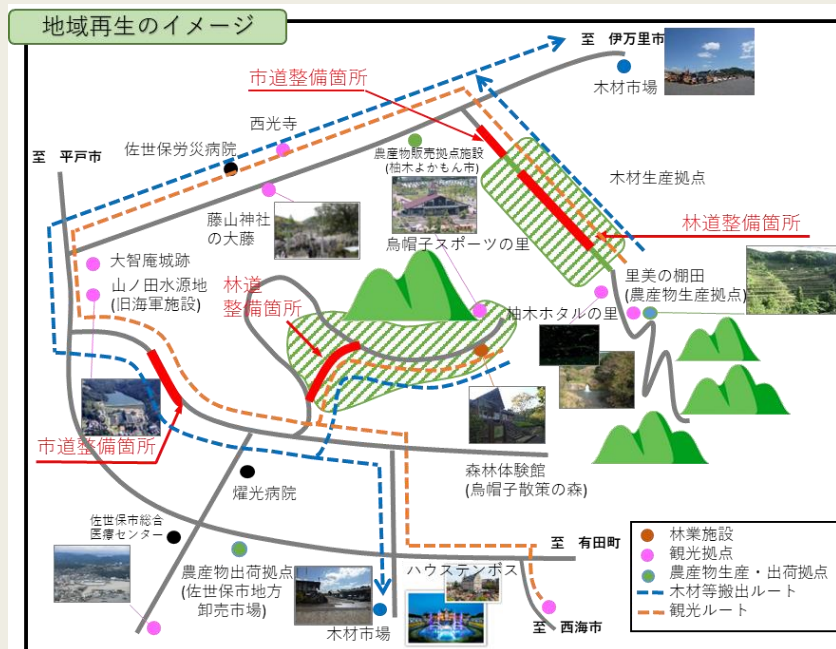 地域再生のイメージ
至 伊万里市
市道整備箇所
木材市場
西光寺
佐世保労災病院
至 平戸市
農産物販売拠点施設
(柚木よかもん市)
木材生産拠点
藤山神社
の大藤
烏帽子スポーツの里
林道整備箇所
大智庵城跡
山ノ田水源地
(旧海軍施設)
林道
整備箇所
里美の棚田
(農産物生産拠点)
柚木ホタルの里
市道整備箇所
森林体験館
(烏帽子散策の森)
燿光病院
佐世保市総合
医療センター
林業施設
観光拠点
農産物生産・出荷拠点
木材等搬出ルート
観光ルート
至 有田町
農産物出荷拠点
(佐世保市地方
卸売市場)
ハウステンボス
木材市場
至 西海市